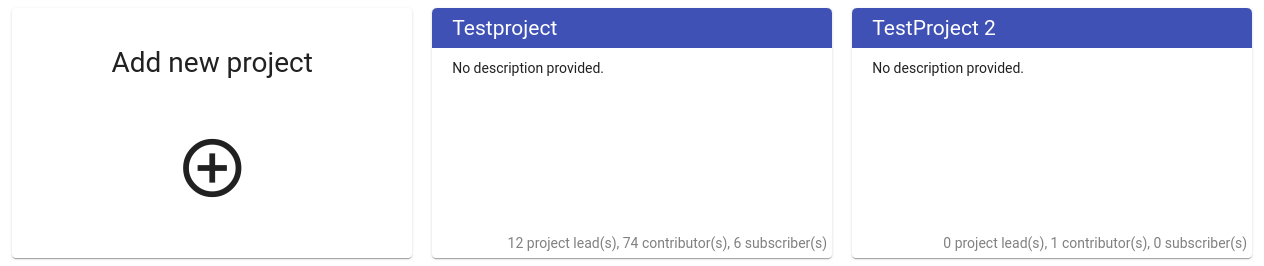 Add new project
Testproject
No description provided.
12 project lead(s), 74 contributor(s), 6 subscriber(s)
TestProject 2
No description provided.
0 project lead(s), 1 contributor(s), 0 subscriber(s)